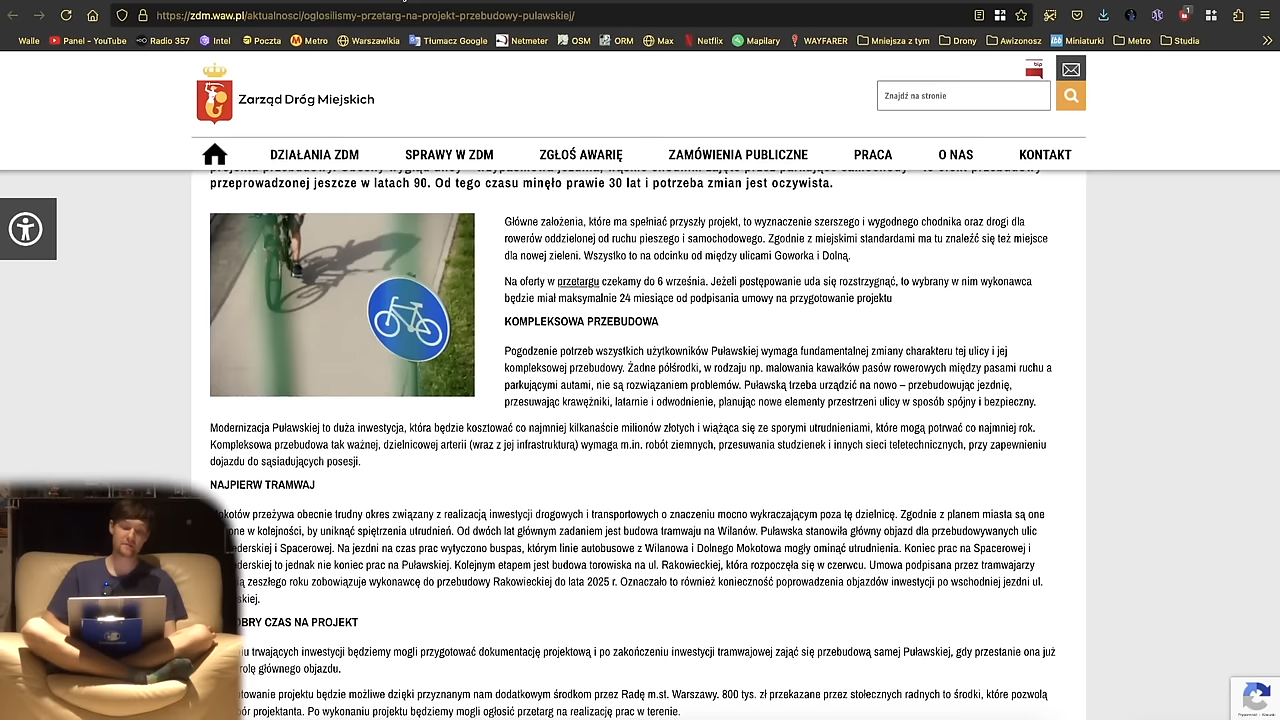 https://zdm.waw.pl/aktualnosci/oglosilismy-przetarg-na-projekt-przebudowy-pulawskiej/
Walle Panel - YouTube Radio 357 Intel Poczta Metro Warszawikia Tłumacz Google Netmeter OSM ORM Max Netflix Mapilary WAYFARER Mniejsza z tym Drony Awizonosz Miniaturki Metro Studia
bip
Zarząd Dróg Miejskich
Znajdź na stronie
DZIAŁANIA ZDM SPRAWY W ZDM ZGŁOŚ AWARIĘ ZAMÓWIENIA PUBLICZNE PRACA O NAS KONTAKT
przeprowadzonej jeszcze w latach 90. Od tego czasu minęło prawie 30 lat i potrzeba zmian jest oczywista.
Główne założenia, które ma spełniać przyszły projekt, to wyznaczenie szerszego i wygodnego chodnika oraz drogi dla
rowerów oddzielonej od ruchu pieszego i samochodowego. Zgodnie z miejskimi standardami ma tu znaleźć się też miejsce
dla nowej zieleni. Wszystko to na odcinku od między ulicami Goworka i Dolną.
Na oferty w przetargu czekamy do 6 września. Jeżeli postępowanie uda się rozstrzygnąć, to wybrany w nim wykonawca
będzie miał maksymalnie 24 miesiące od podpisania umowy na przygotowanie projektu
KOMPLEKSOWA PRZEBUDOWA
Pogodzenie potrzeb wszystkich użytkowników Puławskiej wymaga fundamentalnej zmiany charakteru tej ulicy i jej
kompleksowej przebudowy. Żadne półśrodki, w rodzaju np. malowania kawałków pasów rowerowych między pasami ruchu a
parkującymi autami, nie są rozwiązaniem problemów. Puławską trzeba urządzić na nowo – przebudowując jezdnię,
przesuwając krawężniki, latarnie i odwodnienie, planując nowe elementy przestrzeni ulicy w sposób spójny i bezpieczny.
Modernizacja Puławskiej to duża inwestycja, która będzie kosztować co najmniej kilkanaście milionów złotych i wiążąca się ze sporymi utrudnieniami, które mogą potrwać co najmniej rok.
Kompleksowa przebudowa tak ważnej, dzielnicowej arterii (wraz z jej infrastrukturą) wymaga m.in. robót ziemnych, przesuwania studzienek i innych sieci teletechnicznych, przy zapewnieniu
dojazdu do sąsiadujących posesji.
NAJPIERW TRAMWAJ
okotów przeżywa obecnie trudny okres związany z realizacją inwestycji drogowych i transportowych o znaczeniu mocno wykraczającym poza tę dzielnicę. Zgodnie z planem miasta są one
one w kolejności, by uniknąć spiętrzenia utrudnień. Od dwóch lat głównym zadaniem jest budowa tramwaju na Wilanów. Puławska stanowiła główny objazd dla przebudowywanych ulic
ederskiej i Spacerowej. Na jezdni na czas prac wytyczono buspas, którym linie autobusowe z Wilanowa i Dolnego Mokotowa mogły ominąć utrudnienia. Koniec prac na Spacerowej i
ederskiej to jednak nie koniec prac na Puławskiej. Kolejnym etapem jest budowa torowiska na ul. Rakowieckiej, która rozpoczęła się w czerwcu. Umowa podpisana przez tramwajarzy
ą zeszłego roku zobowiązuje wykonawcę do przebudowy Rakowieckiej do lata 2025 r. Oznaczało to również konieczność poprowadzenia objazdów inwestycji po wschodniej jezdni ul.
skiej.
OBRY CZAS NA PROJEKT
iu trwających inwestycji będziemy mogli przygotować dokumentację projektową i po zakończeniu inwestycji tramwajowej zająć się przebudową samej Puławskiej, gdy przestanie ona już
rolę głównego objazdu.
towanie projektu będzie możliwe dzięki przyznanym nam dodatkowym środkom przez Radę m.st. Warszawy. 800 tys. zł przekazane przez stołecznych radnych to środki, które pozwolą
ór projektanta. Po wykonaniu projektu będziemy mogli ogłosić przetarg na realizację prac w terenie.